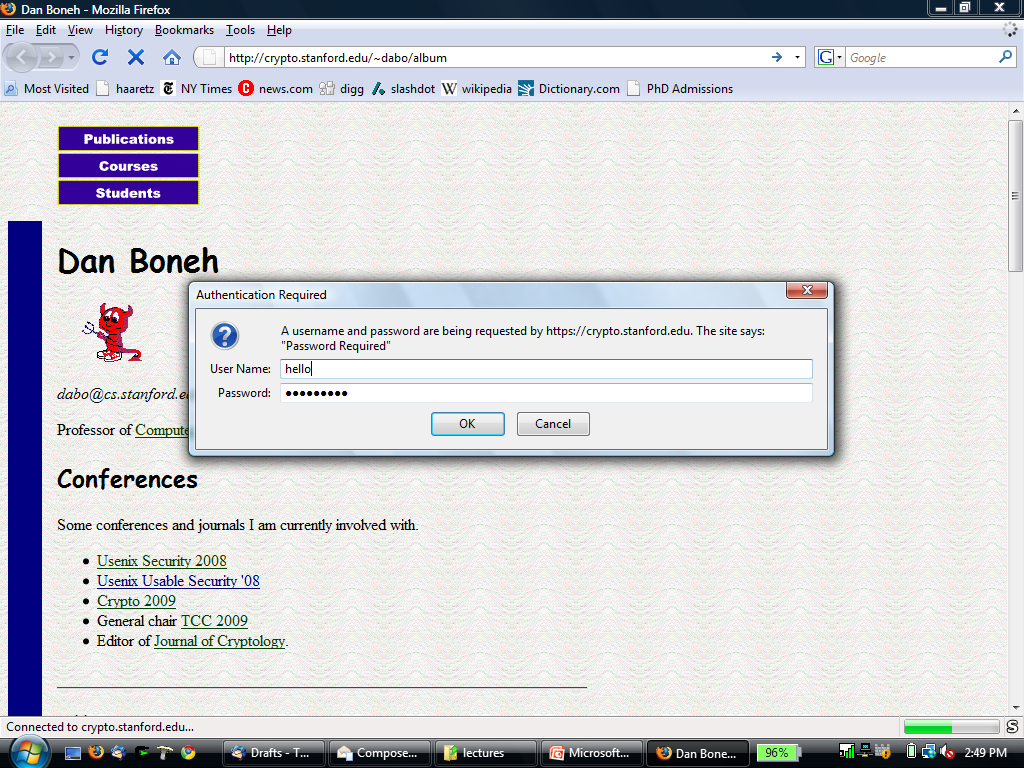 Dan Boneh - Mozilla Firefox
File Edit View History Bookmarks Tools Help
http://crypto.stanford.edu/~dabo/album
G
Google
Most Visited haaretz T NY Times C news.com digg slashdot W wikipedia Dictionary.com PhD Admissions
Publications
Courses
Students
Dan Boneh
Authentication Required
A username and password are being requested by https://crypto.stanford.edu. The site says:
"Password Required"
User Name: hello
Password: •••••••••
OK Cancel
dabo@cs.stanford.e
Professor of Compute
Conferences
Some conferences and journals I am currently involved with.
• Usenix Security 2008
• Usenix Usable Security '08
• Crypto 2009
• General chair TCC 2009
• Editor of Journal of Cryptology.
Connected to crypto.stanford.edu...
S
Drafts - T... Compose... lectures Microsoft... Dan Bone... 96% 2:49 PM